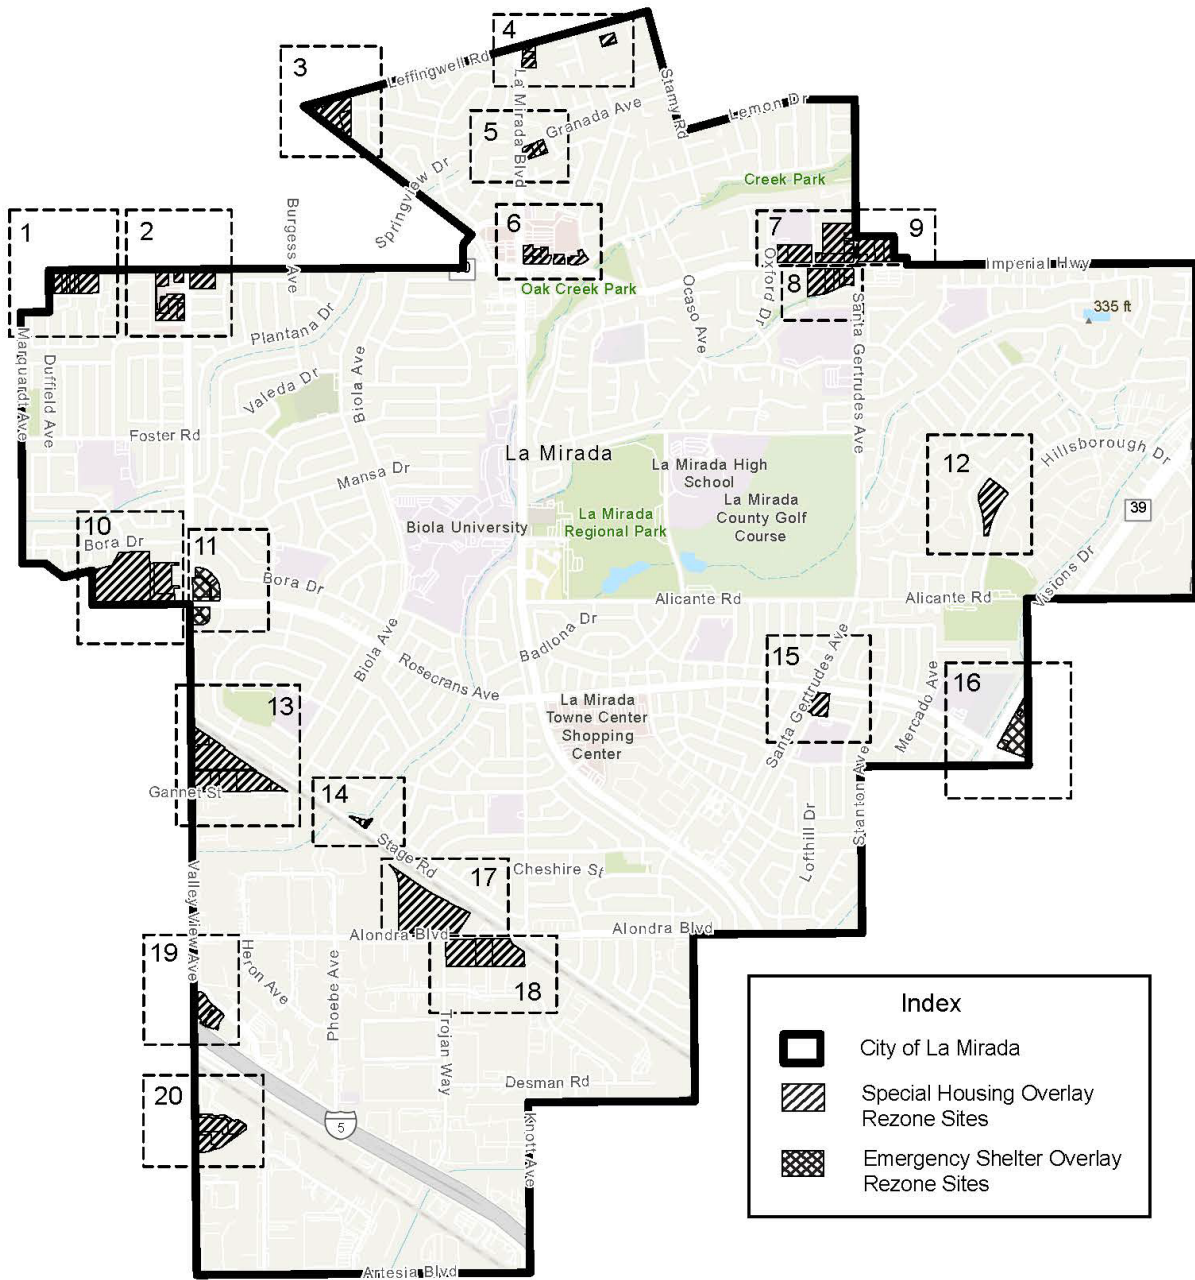 4
Leffingwell Rd
3
La Mirada Blvd
Stamy Rd
Lemon Dr
5
Granada Ave
Springview Dr
Creek Park
1
2
Burgess Ave
6
7
9
Oxford Dr
Imperial Hwy
8
Oak Creek Park
Ocaso Ave
Santa Gertrudes Ave
335 ft
Marquardt Ave
Duffield Ave
Plantana Dr
Valeda Dr
Biola Ave
Foster Rd
La Mirada
Mansa Dr
La Mirada High
School
La Mirada
County Golf
Course
12
Hillsborough Dr
39
Biola University
La Mirada
Regional Park
10
Bora Dr
11
Bora Dr
Visions Dr
Alicante Rd
Alicante Rd
Badlona Dr
Biola Ave
Rosecrans Ave
15
Santa Gertrudes Ave
Mercado Ave
16
13
La Mirada
Towne Center
Shopping
Center
Gannet St
14
Stage Rd
Lofthill Dr
Stanton Ave
17
Cheshire St
Valley View Ave
Alondra Blvd
Alondra Blvd
19
Heron Ave
Phoebe Ave
18
Trojan Way
Desman Rd
20
5
Knott Ave
Artesia Blvd
Index
City of La Mirada
Special Housing Overlay
Rezone Sites
Emergency Shelter Overlay
Rezone Sites